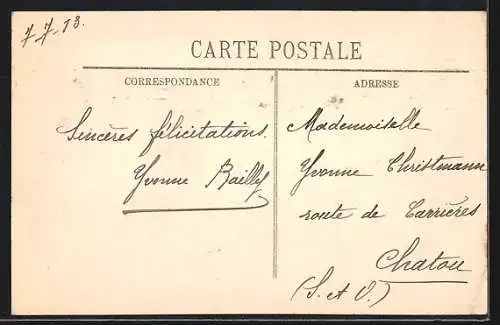 7-7-13
CARTE POSTALE
CORRESPONDANCE
Sincères félicitations.
Yvonne Bailly
ADRESSE
Mademoiselle
Yvonne Christmann
route de Carrières
Chatou
(S. et O.)